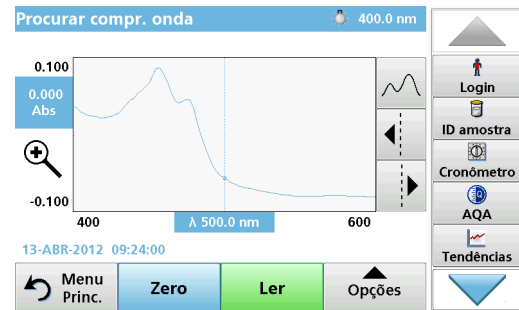 Procurar compr. onda
400.0 nm
0.100
0.000
Abs
-0.100
400
λ 500.0 nm
600
13-ABR-2012 09:24:00
Menu
Princ.
Zero
Ler
Opções
Login
ID amostra
Cronômetro
AQA
Tendências